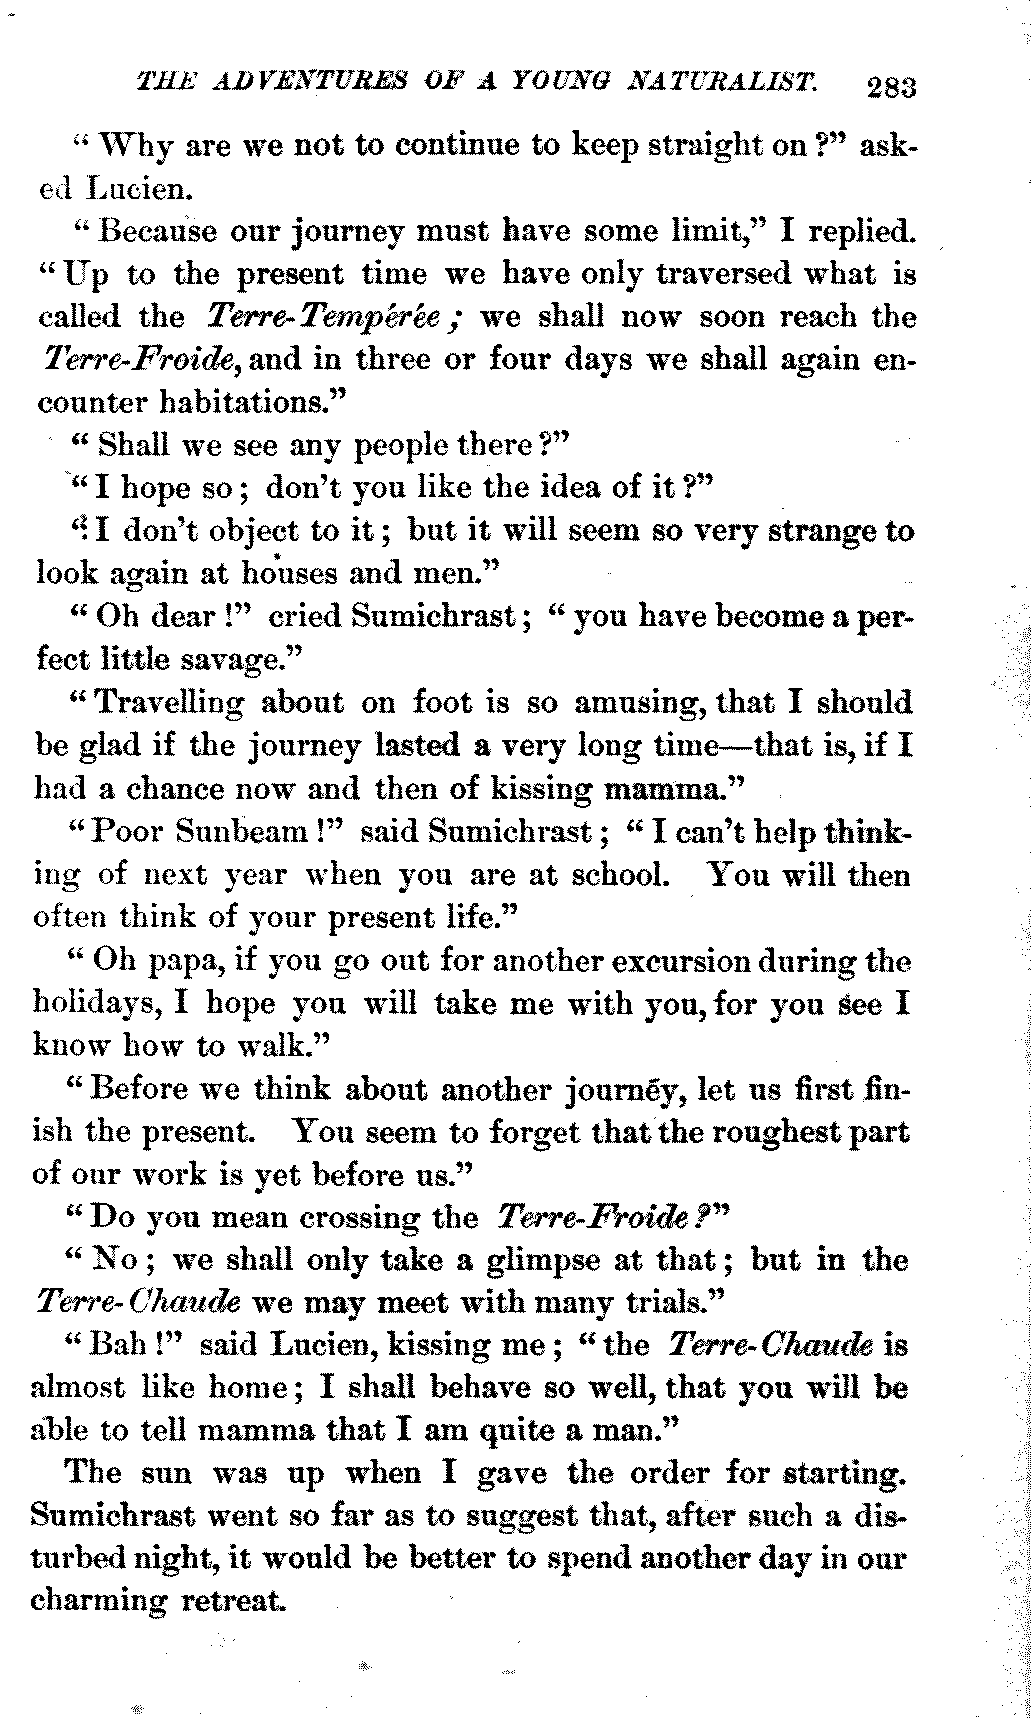 THE ADVENTURES OF A YOUNG NATURALIST. 283
"Why are we not to continue to keep straight on?" ask-
ed Lucien.
"Because our journey must have some limit," I replied.
"Up to the present time we have only traversed what is
called the Terre-Tempérée; we shall now soon reach the
Terre-Froide, and in three or four days we shall again en-
counter habitations."
"Shall we see any people there?"
"I hope so; don't you like the idea of it?"
"I don't object to it; but it will seem so very strange to
look again at houses and men."
"Oh dear!" cried Sumichrast; "you have become a per-
fect little savage."
"Travelling about on foot is so amusing, that I should
be glad if the journey lasted a very long time—that is, if I
had a chance now and then of kissing mamma."
"Poor Sunbeam!" said Sumichrast; "I can't help think-
ing of next year when you are at school. You will then
often think of your present life."
"Oh papa, if you go out for another excursion during the
holidays, I hope you will take me with you, for you see I
know how to walk."
"Before we think about another journey, let us first fin-
ish the present. You seem to forget that the roughest part
of our work is yet before us."
"Do you mean crossing the Terre-Froide?"
"No; we shall only take a glimpse at that; but in the
Terre-Chaude we may meet with many trials."
"Bah!" said Lucien, kissing me; "the Terre-Chaude is
almost like home; I shall behave so well, that you will be
able to tell mamma that I am quite a man."
The sun was up when I gave the order for starting.
Sumichrast went so far as to suggest that, after such a dis-
turbed night, it would be better to spend another day in our
charming retreat.